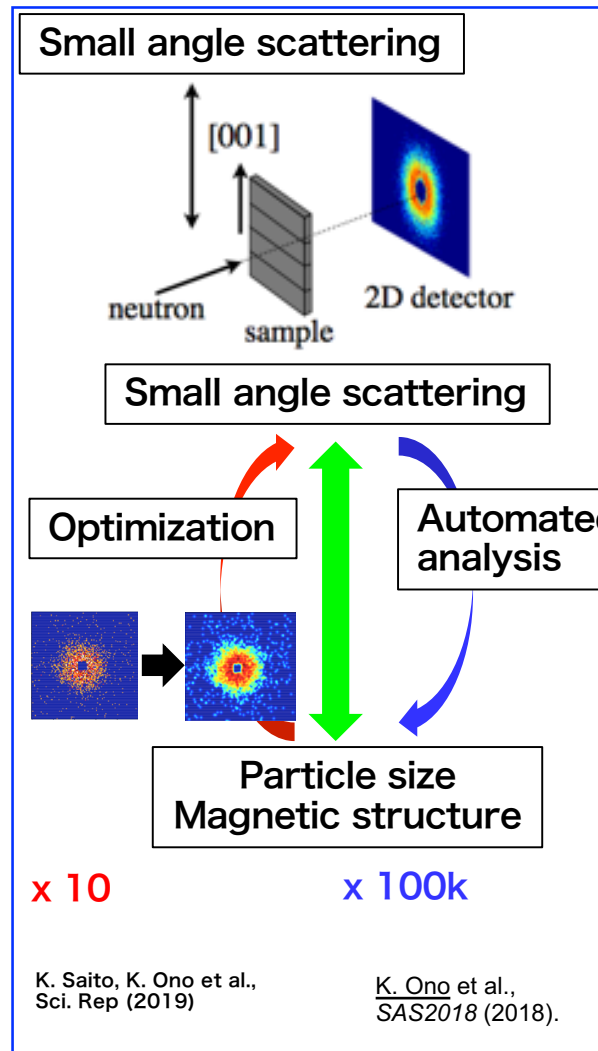 Small angle scattering
[001]
neutron
sample
2D detector
Small angle scattering
Optimization
Automated
analysis
Particle size
Magnetic structure
x 10
x 100k
K. Saito, K. Ono et al.,
Sci. Rep (2019)
K. Ono et al.,
SAS2018 (2018).